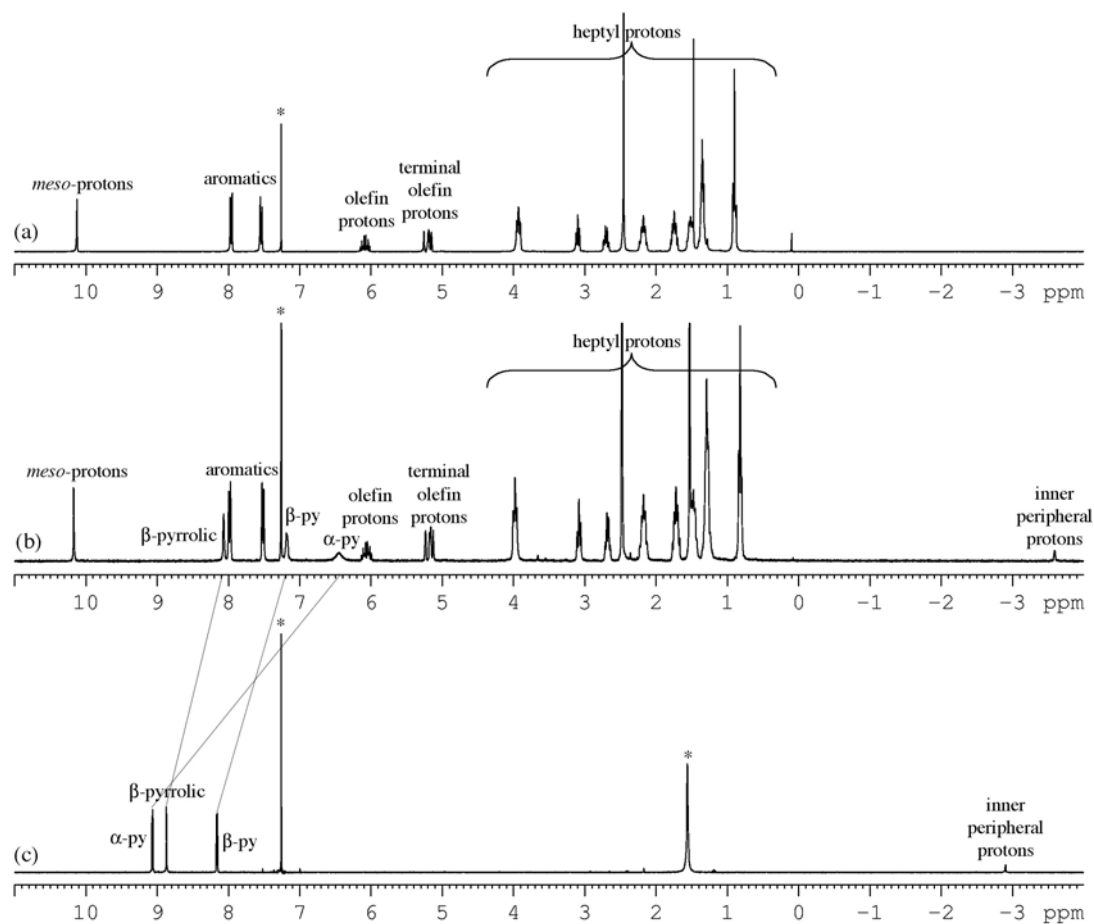 heptyl protons
*
meso-protons
aromatics
olefin
protons
terminal
olefin
protons
(a)
10 9 8 7 6 5 4 3 2 1 0 −1 −2 −3 ppm
*
heptyl protons
meso-protons
aromatics
β-pyrrolic
β-py
α-py
olefin
protons
terminal
olefin
protons
inner
peripheral
protons
(b)
10 9 8 7 6 5 4 3 2 1 0 −1 −2 −3 ppm
*
*
β-pyrrolic
α-py
β-py
inner
peripheral
protons
(c)
10 9 8 7 6 5 4 3 2 1 0 −1 −2 −3 ppm